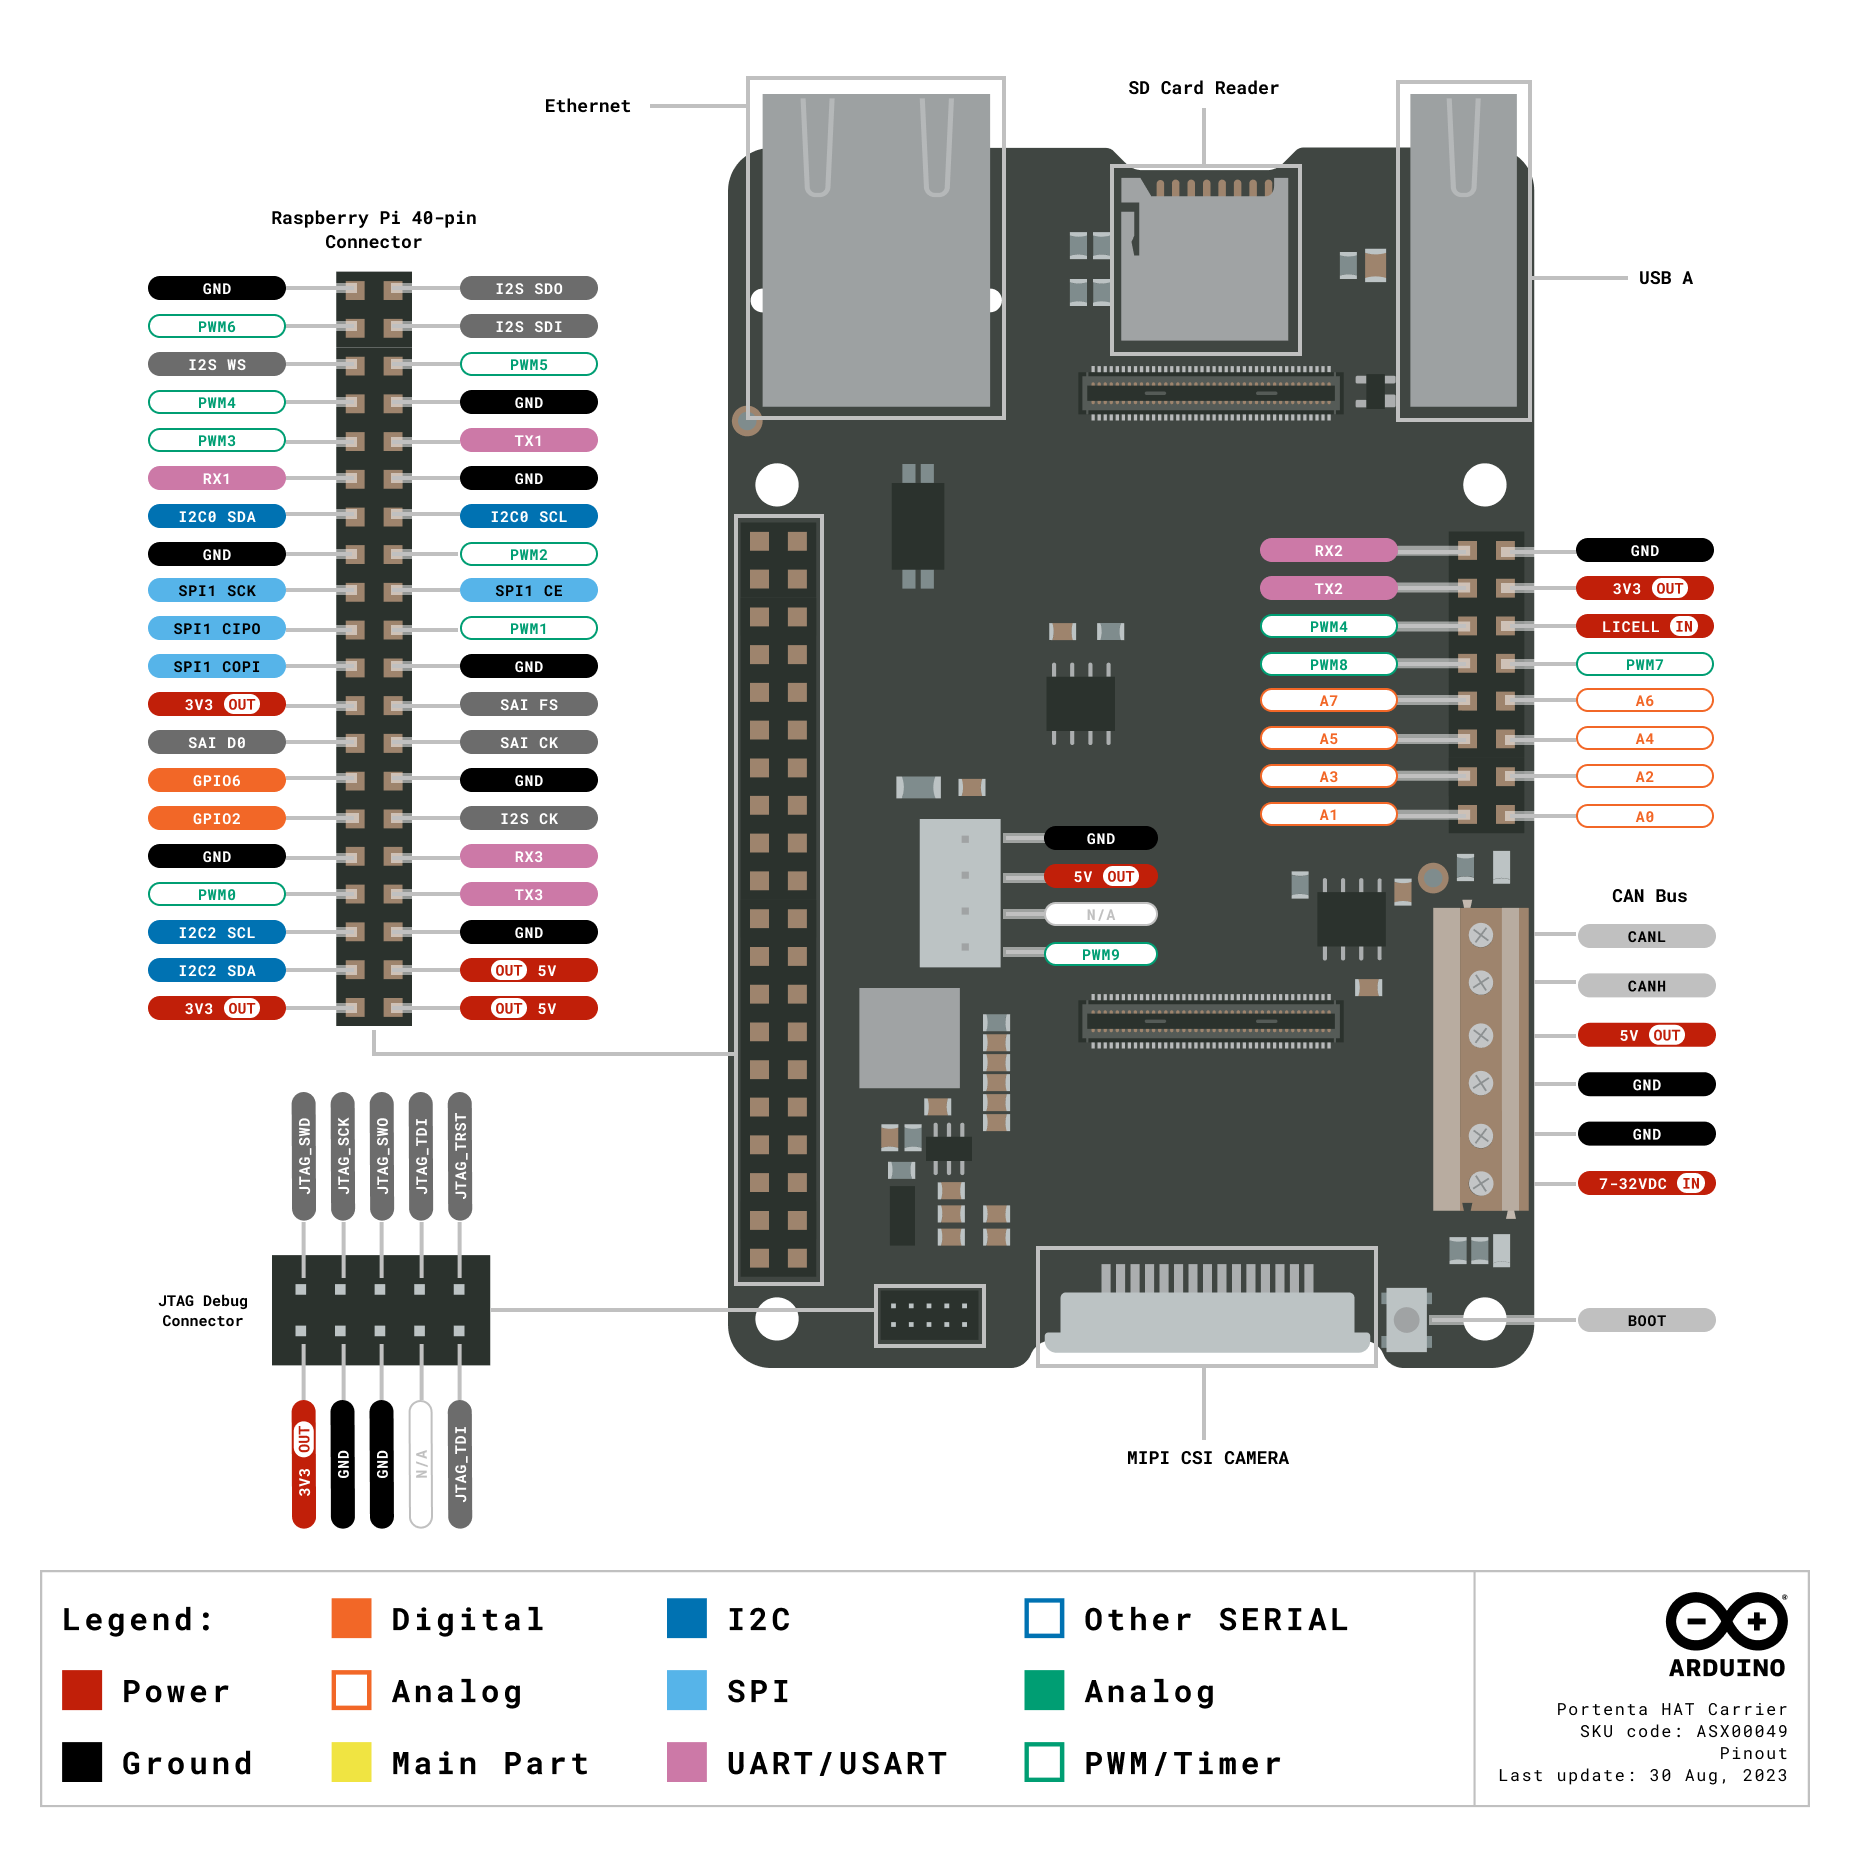 Ethernet
SD Card Reader
USB A
Raspberry Pi 40-pin
Connector
GND
I2S SDO
PWM6
I2S SDI
I2S WS
PWM5
PWM4
GND
PWM3
TX1
RX1
GND
I2C0 SDA
I2C0 SCL
GND
PWM2
SPI1 SCK
SPI1 CE
SPI1 CIPO
PWM1
SPI1 COPI
GND
3V3 OUT
SAI FS
SAI D0
SAI CK
GPIO6
GND
GPIO2
I2S CK
GND
RX3
PWM0
TX3
I2C2 SCL
GND
I2C2 SDA
OUT 5V
3V3 OUT
OUT 5V
RX2
GND
TX2
3V3 OUT
PWM4
LICELL IN
PWM8
PWM7
A7
A6
A5
A4
A3
A2
A1
A0
GND
5V OUT
N/A
PWM9
CAN Bus
CANL
CANH
5V OUT
GND
GND
7-32VDC IN
BOOT
JTAG_SWD
JTAG_SCK
JTAG_SWO
JTAG_TDI
JTAG_TRST
JTAG Debug
Connector
3V3 OUT
GND
GND
N/A
JTAG_TDI
MIPI CSI CAMERA
Legend:
Power
Ground
Digital
Analog
Main Part
I2C
SPI
UART/USART
Other SERIAL
Analog
PWM/Timer
®
ARDUINO
Portenta HAT Carrier
SKU code: ASX00049
Pinout
Last update: 30 Aug, 2023